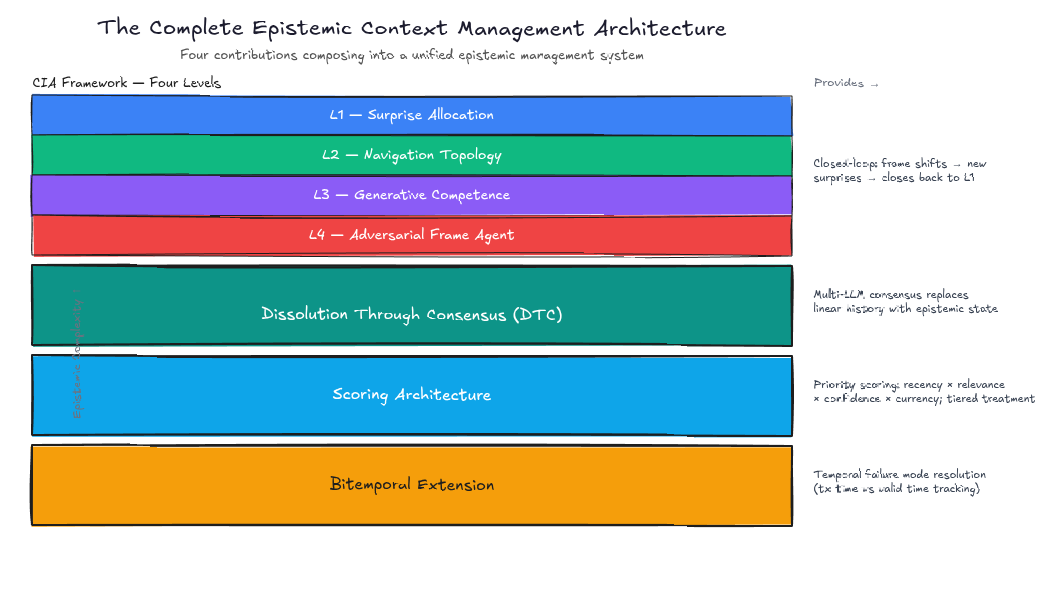 The Complete Epistemic Context Management Architecture
Four contributions composing into a unified epistemic management system
CIA Framework — Four Levels
Provides →
L1 — Surprise Allocation
L2 — Navigation Topology
L3 — Generative Competence
L4 — Adversarial Frame Agent
Closed-loop: frame shifts → new
surprises → closes back to L1
Dissolution Through Consensus (DTC)
Multi-LLM consensus replaces
linear history with epistemic state
Epistemic Complexity ↑
Scoring Architecture
Priority scoring: recency × relevance
× confidence × currency; tiered treatment
Bitemporal Extension
Temporal failure mode resolution
(tx time vs valid time tracking)